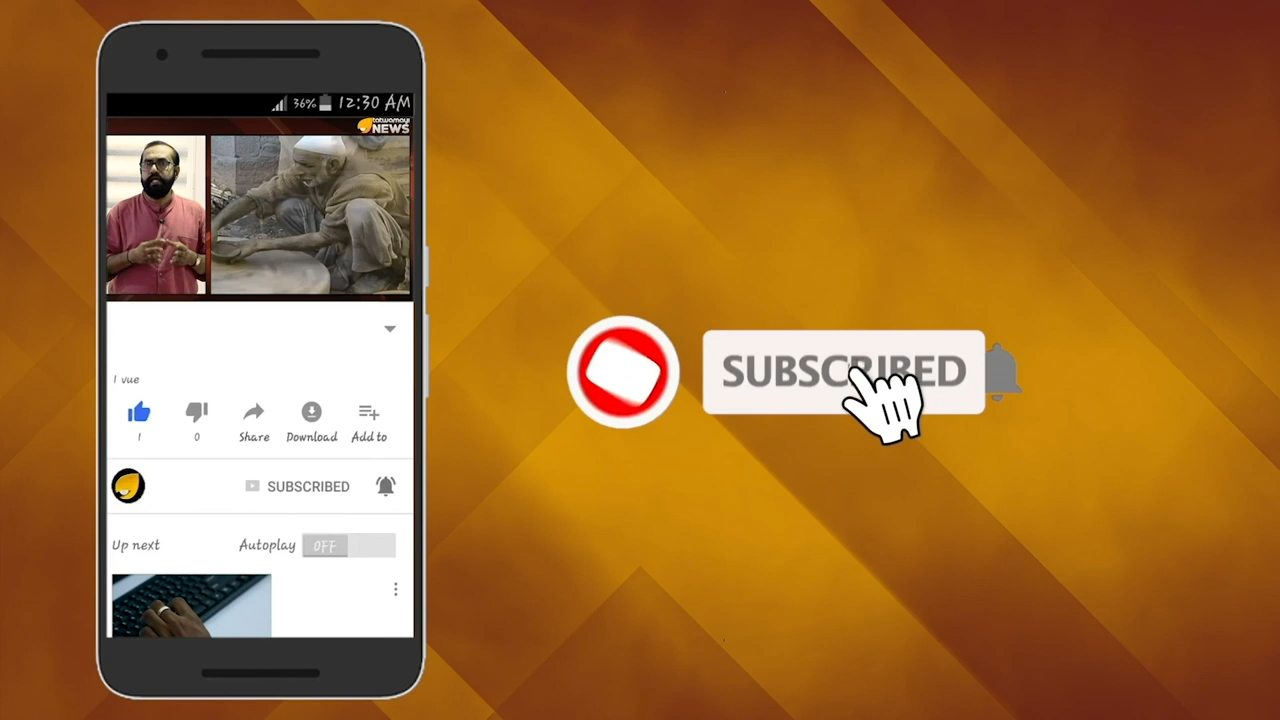 36% 12:30 AM
tatwamayi
NEWS
1 vue
1
0
Share
Download
Add to
SUBSCRIBED
Up next
Autoplay
OFF
SUBSCRIBED